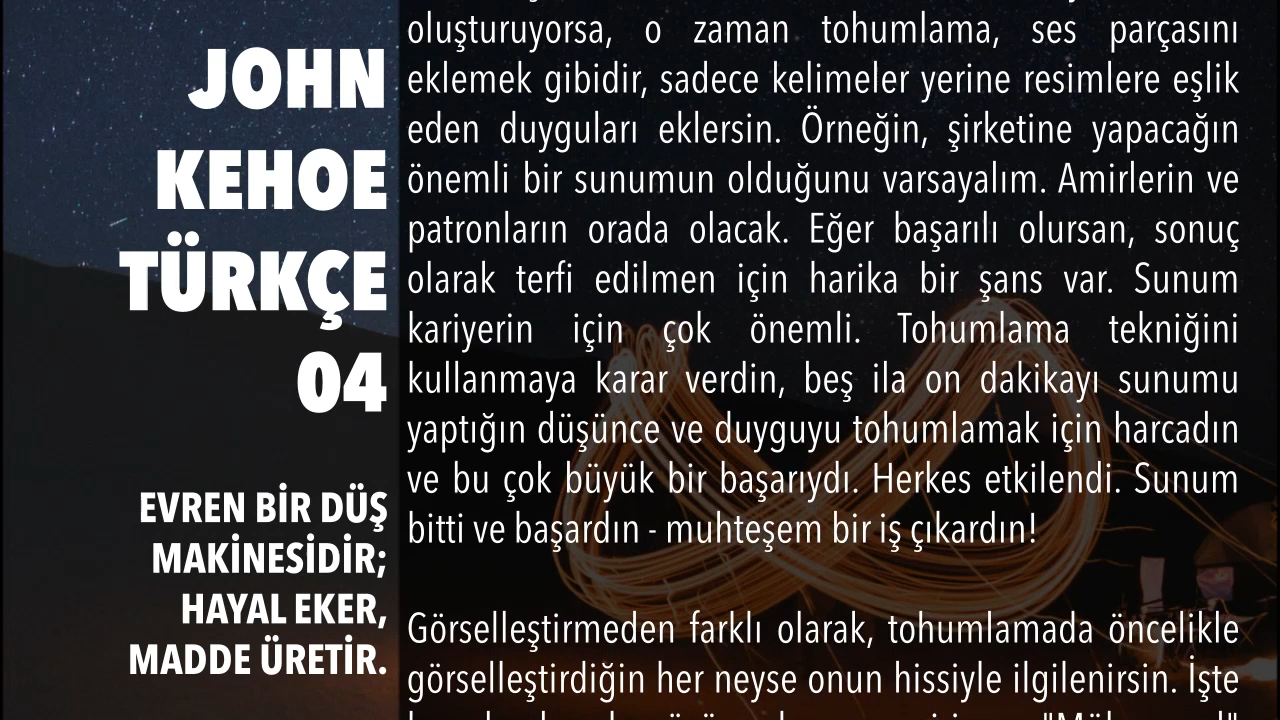 JOHN
KEHOE
TÜRKÇE
04
EVREN BİR DÜŞ
MAKİNESİDİR;
HAYAL EKER,
MADDE ÜRETİR.
oluşturuyorsa, o zaman tohumlama, ses parçasını
eklemek gibidir, sadece kelimeler yerine resimlere eşlik
eden duyguları eklersin. Örneğin, şirketine yapacağın
önemli bir sunumun olduğunu varsayalım. Amirlerin ve
patronların orada olacak. Eğer başarılı olursan, sonuç
olarak terfi edilmen için harika bir şans var. Sunum
kariyerin için çok önemli. Tohumlama tekniğini
kullanmaya karar verdin, beş ila on dakikayı sunumu
yaptığın düşünce ve duyguyu tohumlamak için harcadın
ve bu çok büyük bir başarıydı. Herkes etkilendi. Sunum
bitti ve başardın - muhteşem bir iş çıkardın!
Görselleştirmeden farklı olarak, tohumlamada öncelikle
görselleştirdiğin her neyse onun hissiyle ilgilenirsin. İşte